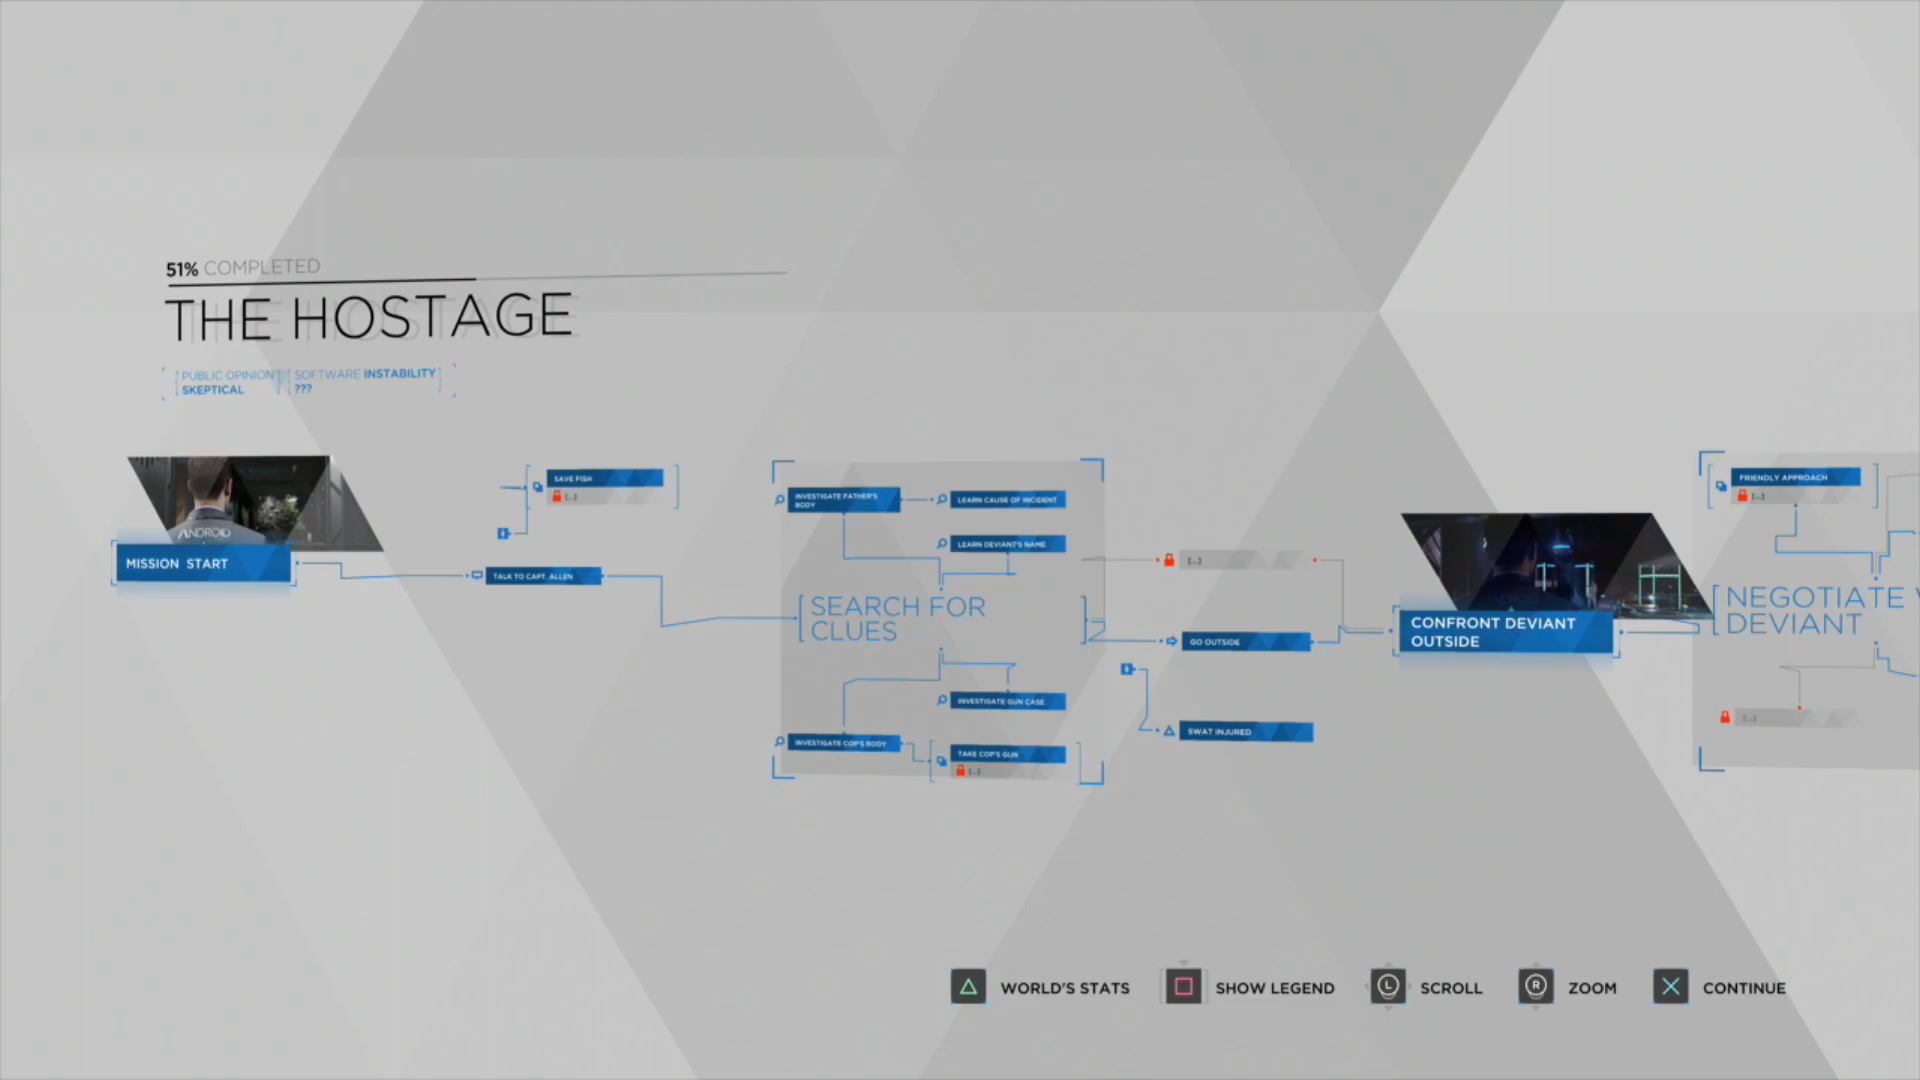 51% COMPLETED
THE HOSTAGE
PUBLIC OPINION
SKEPTICAL
SOFTWARE INSTABILITY
???
ANDROID
MISSION START
SAVE FISH
[...]
TALK TO CAPT. ALLEN
INVESTIGATE FATHER'S
BODY
LEARN CAUSE OF INCIDENT
LEARN DEVIANT'S NAME
SEARCH FOR
CLUES
INVESTIGATE GUN CASE
INVESTIGATE COP'S BODY
TAKE COP'S GUN
[...]
[...]
GO OUTSIDE
SWAT INJURED
CONFRONT DEVIANT
OUTSIDE
FRIENDLY APPROACH
[...]
NEGOTIATE
DEVIANT
[...]
WORLD'S STATS
SHOW LEGEND
L
SCROLL
R
ZOOM
CONTINUE